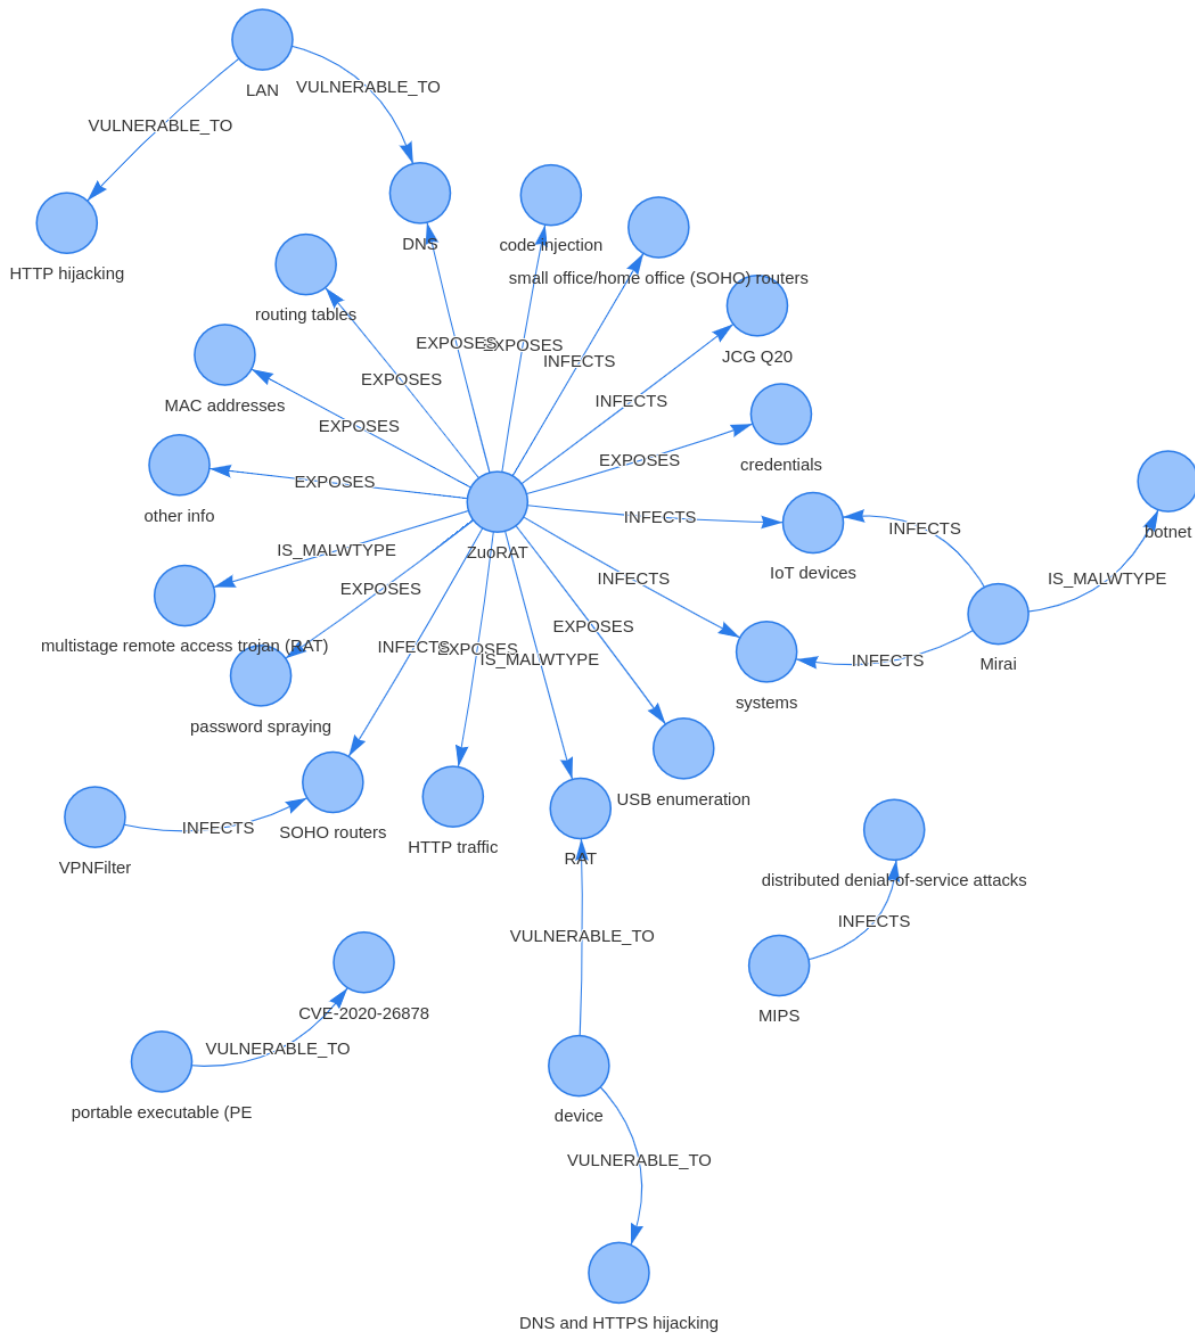 LAN
VULNERABLE_TO
VULNERABLE_TO
HTTP hijacking
DNS
code injection
small office/home office (SOHO) routers
routing tables
EXPOSES
EXPOSES
INFECTS
JCG Q20
EXPOSES
MAC addresses
INFECTS
EXPOSES
EXPOSES
credentials
EXPOSES
other info
INFECTS
INFECTS
botnet
IS_MALWTYPE
ZuoRAT
IoT devices
INFECTS
IS_MALWTYPE
EXPOSES
EXPOSES
multistage remote access trojan (RAT)
INFECTS
EXPOSES
IS_MALWTYPE
INFECTS
Mirai
systems
password spraying
USB enumeration
INFECTS
SOHO routers
HTTP traffic
RAT
VPNFilter
distributed denial-of-service attacks
INFECTS
VULNERABLE_TO
CVE-2020-26878
MIPS
VULNERABLE_TO
portable executable (PE
device
VULNERABLE_TO
DNS and HTTPS hijacking